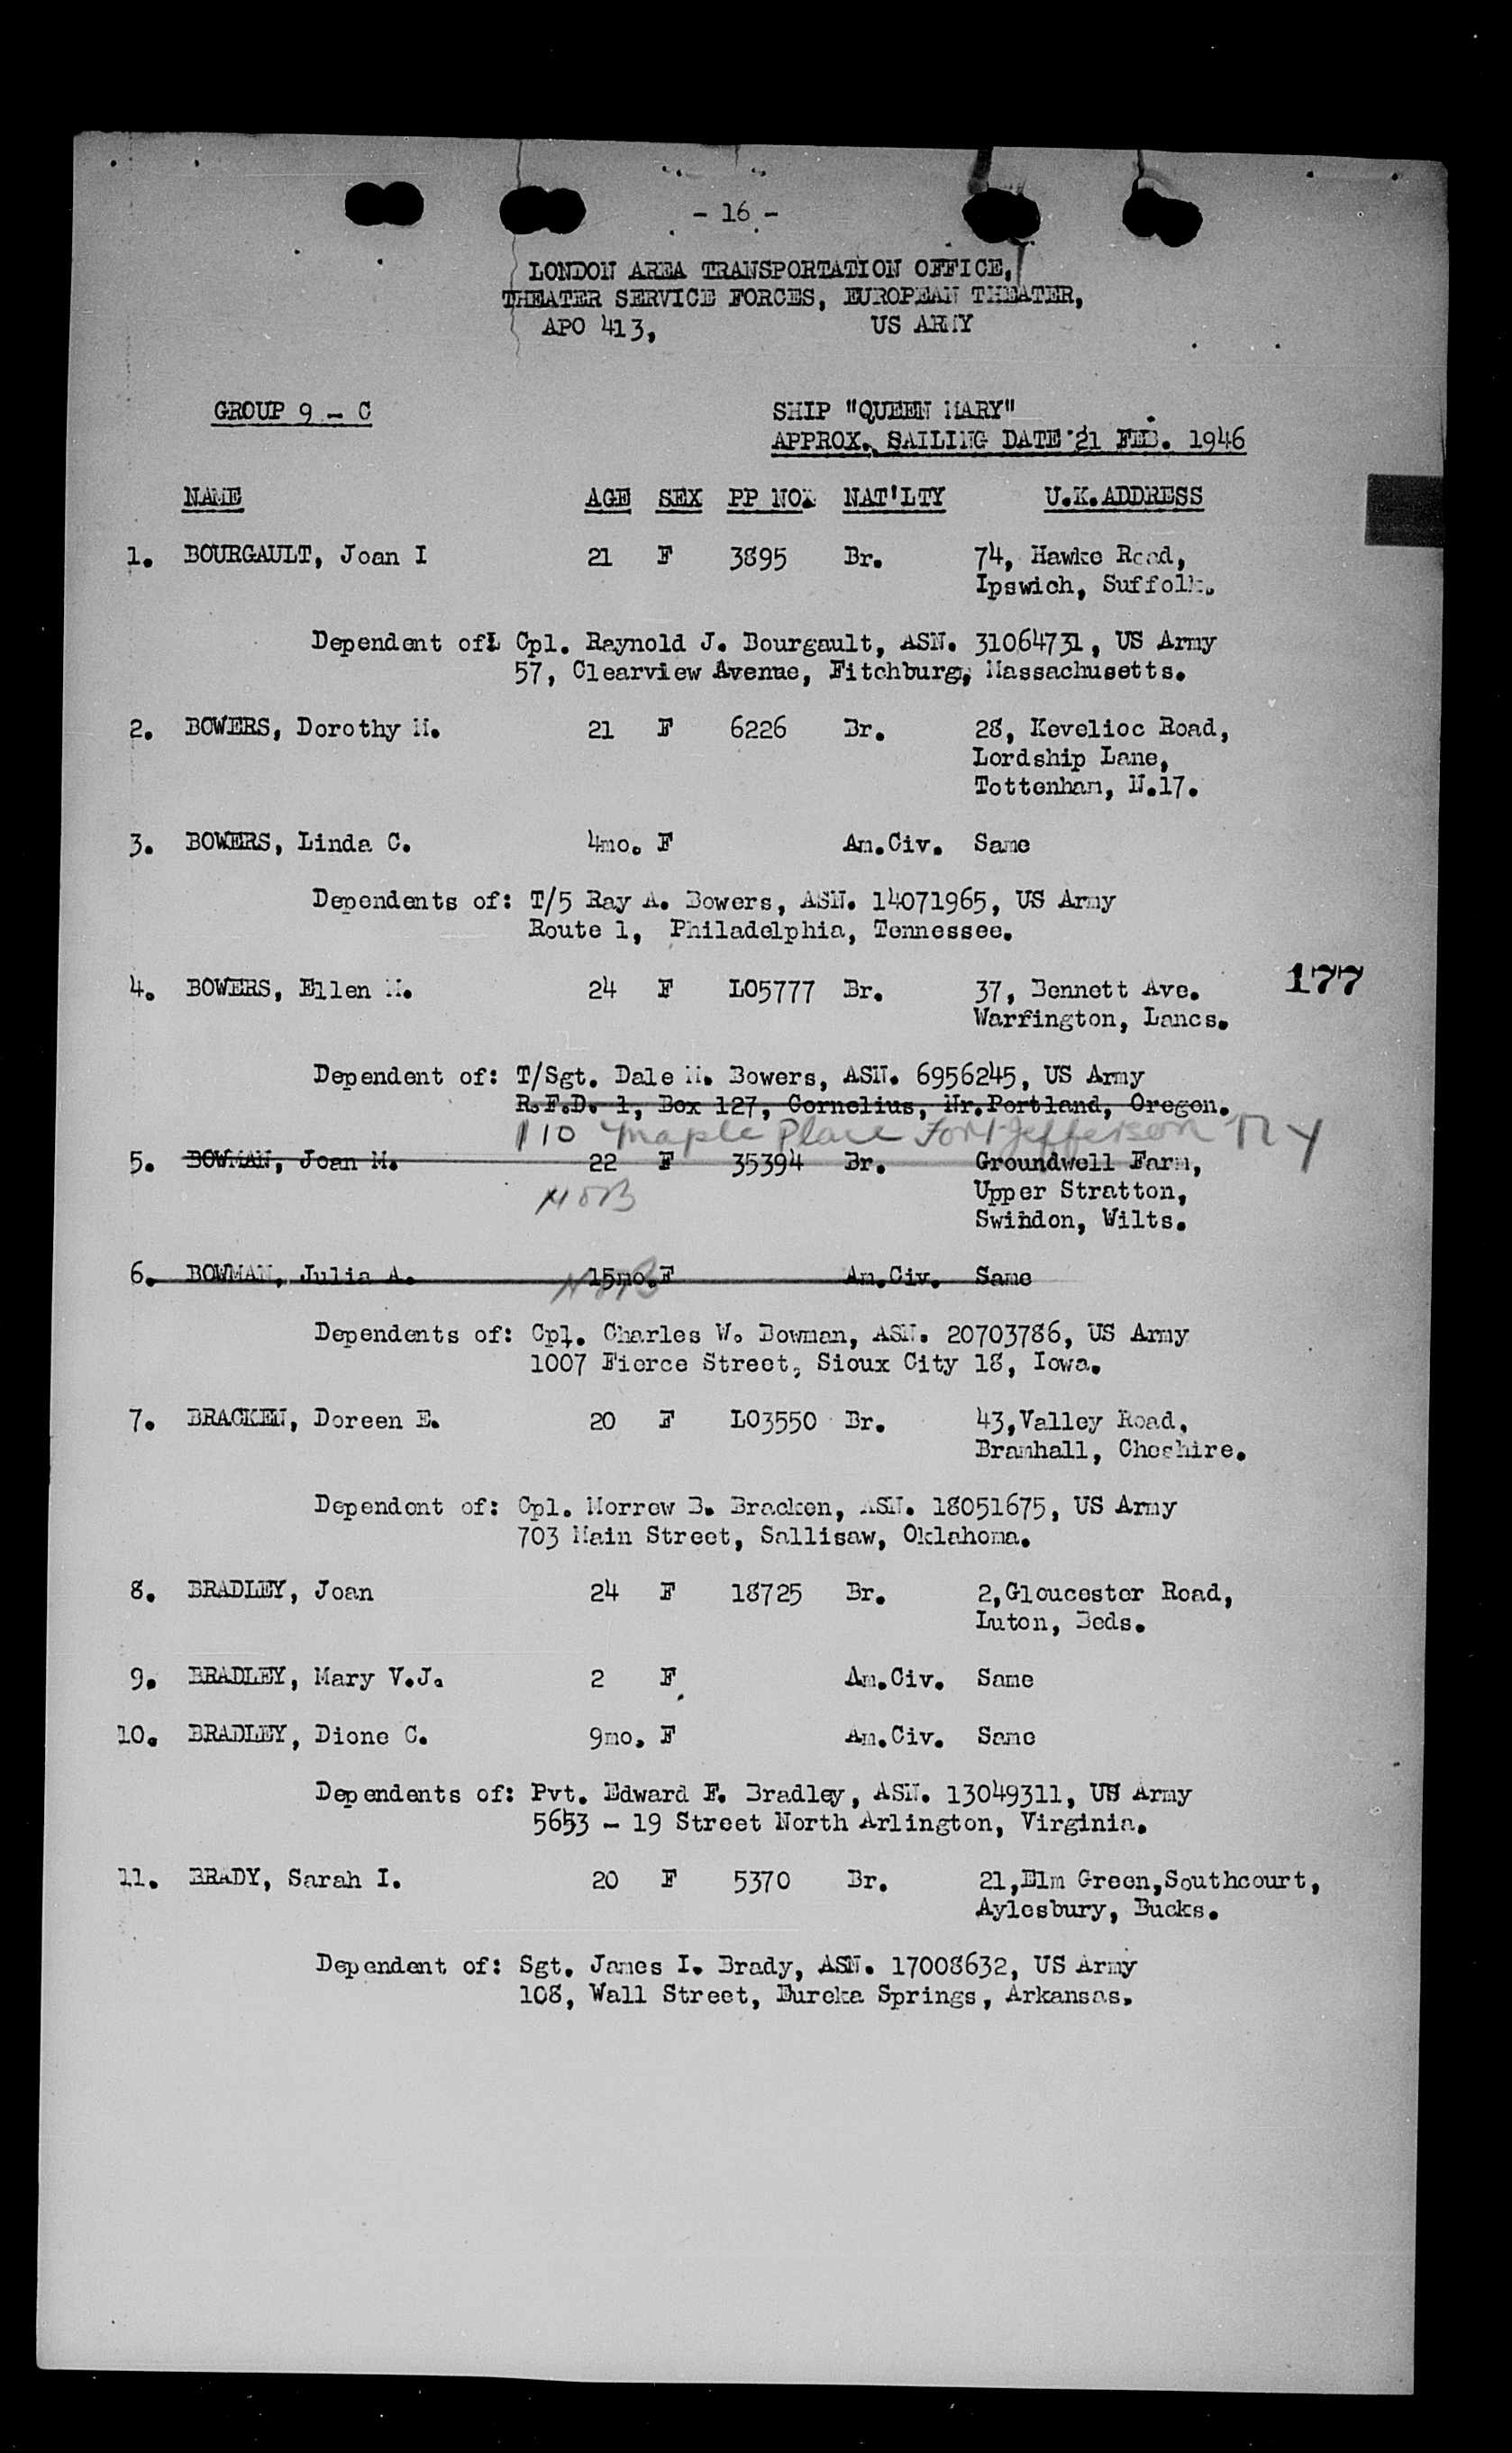 - 16 -
LONDON AREA TRANSPORTATION OFFICE,
THEATER SERVICE FORCES, EUROPEAN THEATER,
APO 413, US ARMY
GROUP 9 - C
SHIP "QUEEN MARY"
APPROX. SAILING DATE 21 FEB. 1946
NAME AGE SEX PP NO. NAT'LTY U.K.ADDRESS
1. BOURGAULT, Joan I 21 F 3895 Br. 74, Hawke Road,
Ipswich, Suffolk.
Dependent of: Cpl. Raynold J. Bourgault, ASN. 31064731, US Army
57, Clearview Avenue, Fitchburg, Massachusetts.
2. BOWERS, Dorothy M. 21 F 6226 Br. 28, Kevelioc Road,
Lordship Lane,
Tottenham, N.17.
3. BOWERS, Linda C. 4mo. F Am.Civ. Same
Dependents of: T/5 Ray A. Bowers, ASN. 14071965, US Army
Route 1, Philadelphia, Tennessee.
4. BOWERS, Ellen M. 24 F LO5777 Br. 37, Bennett Ave.
177
Warrington, Lancs.
Dependent of: T/Sgt. Dale M. Bowers, ASN. 6956245, US Army
R.F.D. 1, Box 127, Cornelius, Nr.Portland, Oregon.
110 Maple Place Fort Jefferson NY
5. BOWMAN, Joan M. 22 F 35394 Br. Groundwell Farm,
Upper Stratton,
NOB
Swindon, Wilts.
6. BOWMAN, Julia A. 15mo. F Am.Civ. Same
NOB
Dependents of: Cpl. Charles W. Bowman, ASN. 20703786, US Army
1007 Pierce Street, Sioux City 18, Iowa.
7. BRACKEN, Doreen E. 20 F LO3550 Br. 43,Valley Road,
Bramhall, Cheshire.
Dependent of: Cpl. Morrow B. Bracken, ASN. 18051675, US Army
703 Main Street, Sallisaw, Oklahoma.
8. BRADLEY, Joan 24 F 18725 Br. 2,Gloucester Road,
Luton, Beds.
9. BRADLEY, Mary V.J. 2 F Am.Civ. Same
10. BRADLEY, Dione C. 9mo. F Am.Civ. Same
Dependents of: Pvt. Edward F. Bradley, ASN. 13049311, US Army
5653 - 19 Street North Arlington, Virginia.
11. BRADY, Sarah I. 20 F 5370 Br. 21,Elm Green,Southcourt,
Aylesbury, Bucks.
Dependent of: Sgt. James I. Brady, ASN. 17008632, US Army
108, Wall Street, Eureka Springs, Arkansas.